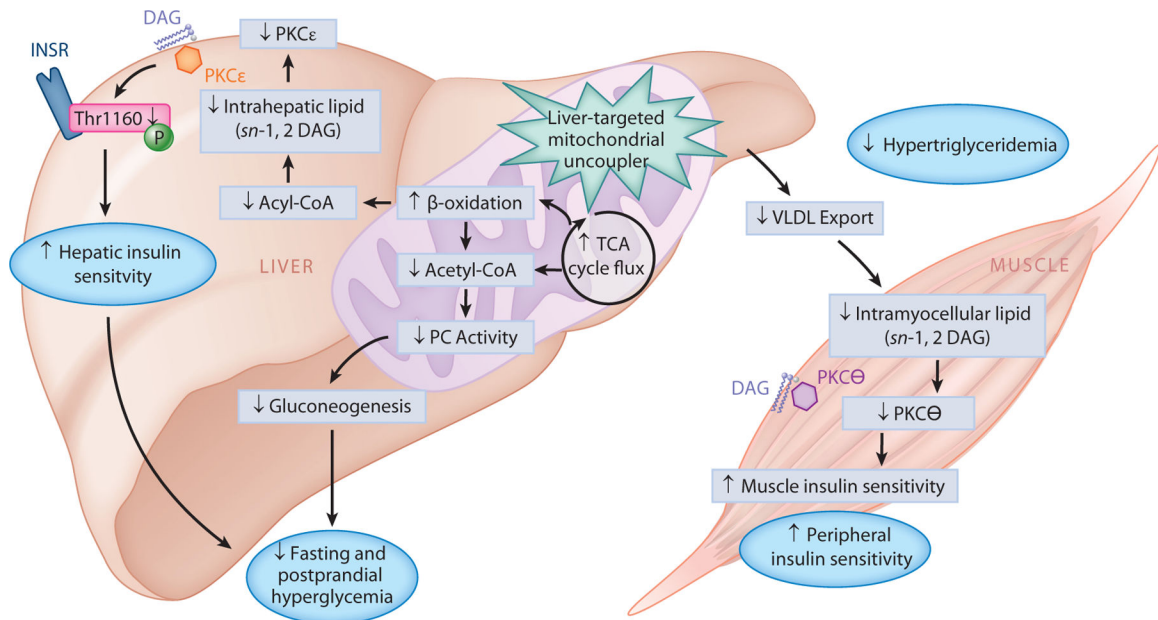 DAG
INSR
PKCε
Thr1160 ↓
P
↓ PKCε
↓ Intrahepatic lipid
(sn-1, 2 DAG)
↓ Acyl-CoA
↑ Hepatic insulin
sensitvity
LIVER
Liver-targeted
mitochondrial
uncoupler
↑ β-oxidation
↑ TCA
cycle flux
↓ Acetyl-CoA
↓ PC Activity
↓ Gluconeogenesis
↓ Fasting and
postprandial
hyperglycemia
↓ Hypertriglyceridemia
↓ VLDL Export
MUSCLE
↓ Intramyocellular lipid
(sn-1, 2 DAG)
DAG
PKCΘ
↓ PKCΘ
↑ Muscle insulin sensitivity
↑ Peripheral
insulin sensitivity